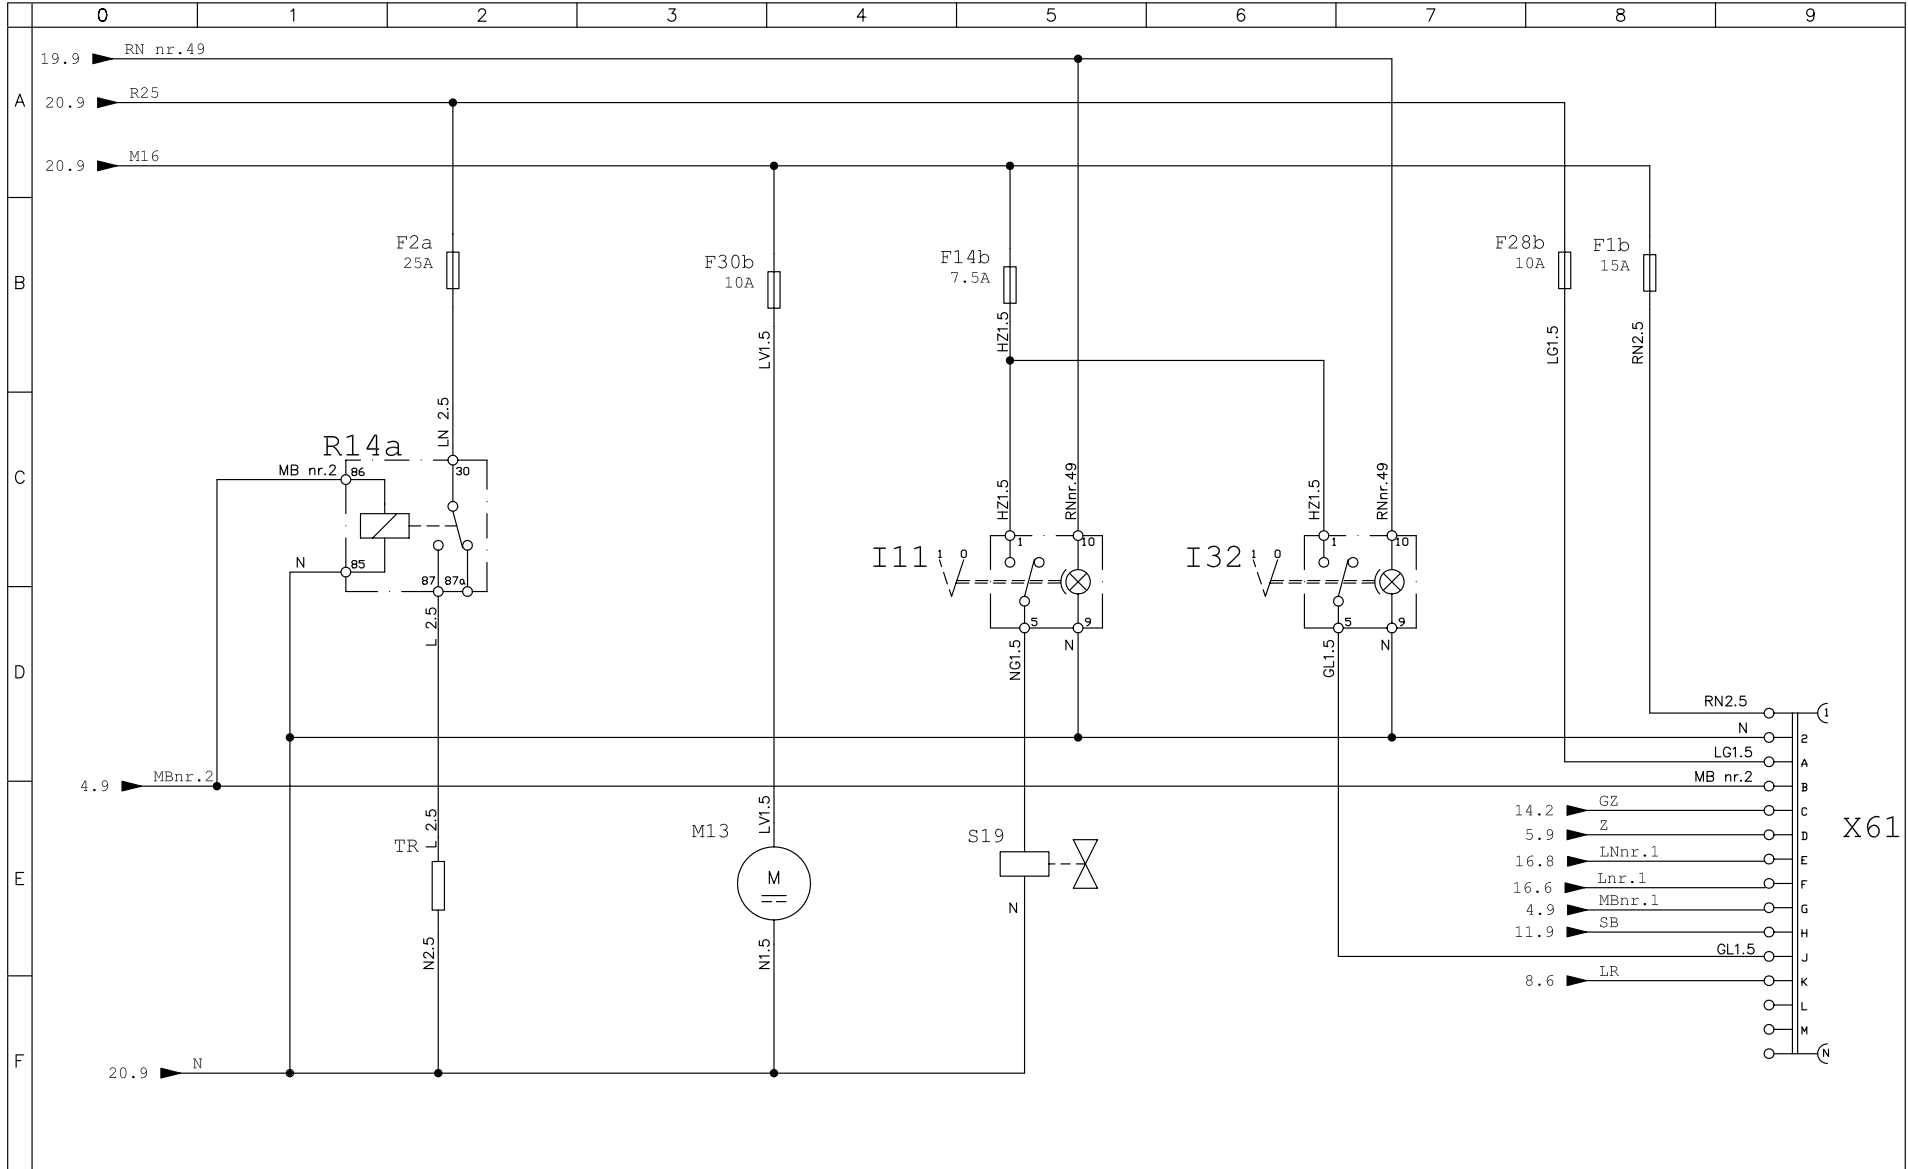 0 1 2 3 4 5 6 7 8 9
19.9 RN nr.49
A 20.9 R25
20.9 M16
F2a
25A
F30b
10A
F14b
7.5A
F28b
10A
F1b
15A
B
HZ1.5
LV1.5
LG1.5
RN2.5
LN 2.5
R14a
MB nr.2 86 30
C
HZ1.5 RNnr.49 HZ1.5 RNnr.49
1 10 1 10
I11 1 0
I32 1 0
N 85
87 87a
L 2.5
5 9 5 9
NG1.5 N GL1.5 N
D
RN2.5 1
N 2
LG1.5 A
4.9 MBnr.2
MB nr.2 B
14.2 GZ C
5.9 Z D
16.8 LNnr.1 E
16.6 Lnr.1 F
4.9 MBnr.1 G
11.9 SB H
GL1.5 J
8.6 LR K
L
M
N
X61
L 2.5
TR
N2.5
LV1.5
M13
M
N1.5
S19
N
E
F
20.9 N